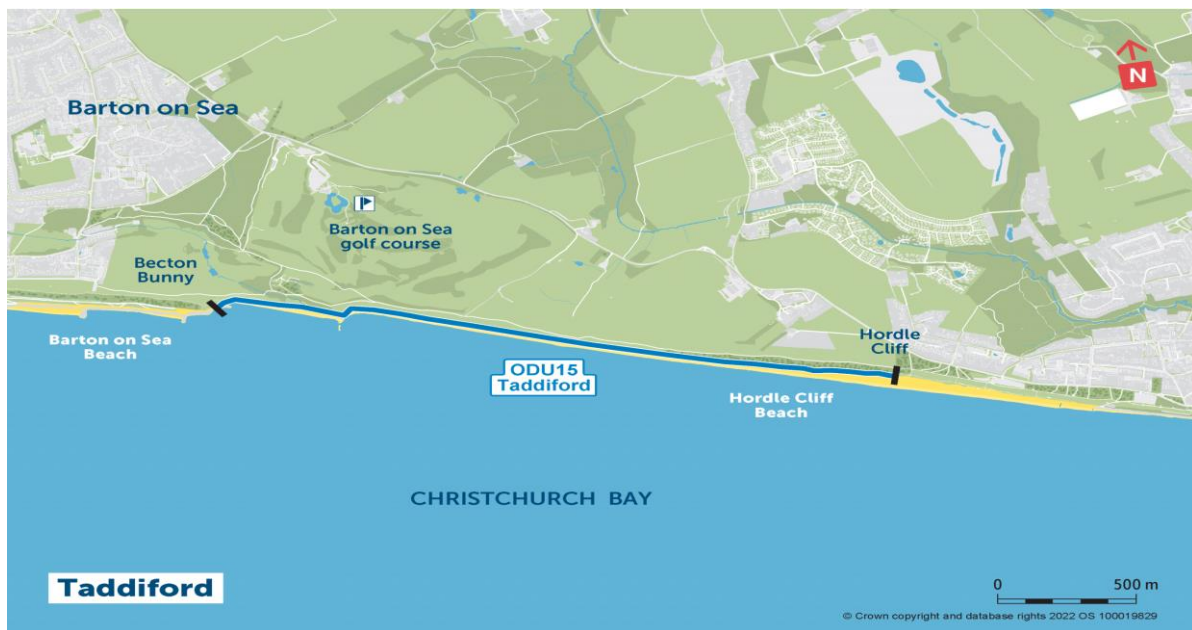 N
Barton on Sea
Barton on Sea
golf course
Becton
Bunny
Barton on Sea
Beach
Hordle
Cliff
ODU15
Taddiford
Hordle Cliff
Beach
CHRISTCHURCH BAY
Taddiford
0 500 m
© Crown copyright and database rights 2022 OS 100019829